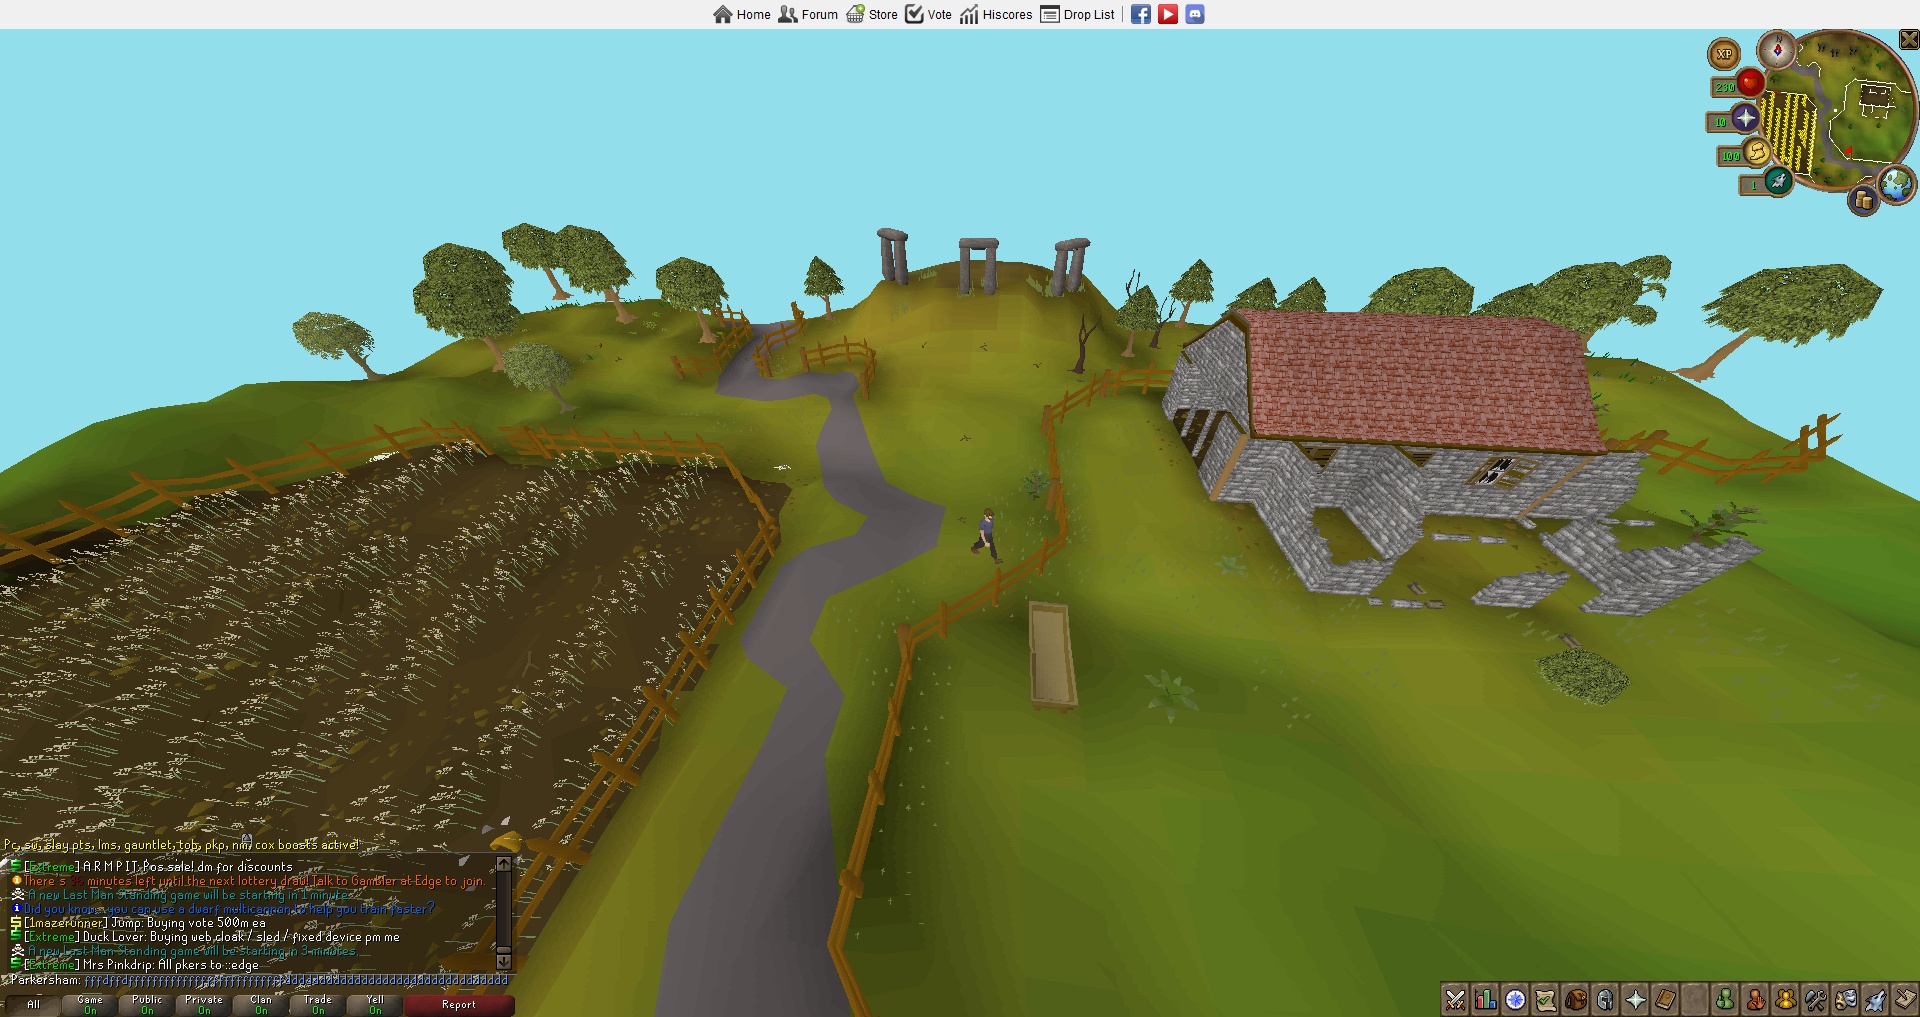 Home Forum Store Vote Hiscores Drop List
XP
N
230
10
100
1
Pc, sw, slay pts, lms, gauntlet, tob, pkp, nm, cox boosts active!
[Extreme] A R M P I T: Pos sale! dm for discounts
There's minutes left until the next lottery draw! Talk to Gambler at Edge to join.
A new Last Man Standing game will be starting in 1 minute.
Did you know you can use a dwarf multicannon to help you train faster?
[1mazerunner] Jump: Buying vote 500m ea
[Extreme] Duck Lover: Buying web cloak / sled / fixed device pm me
A new Last Man Standing game will be starting in 3 minutes.
[Extreme] Mrs Pinkdrip: All pkers to ::edge
Parkersham:
All Game On Public On Private On Clan On Trade On Yell On Report